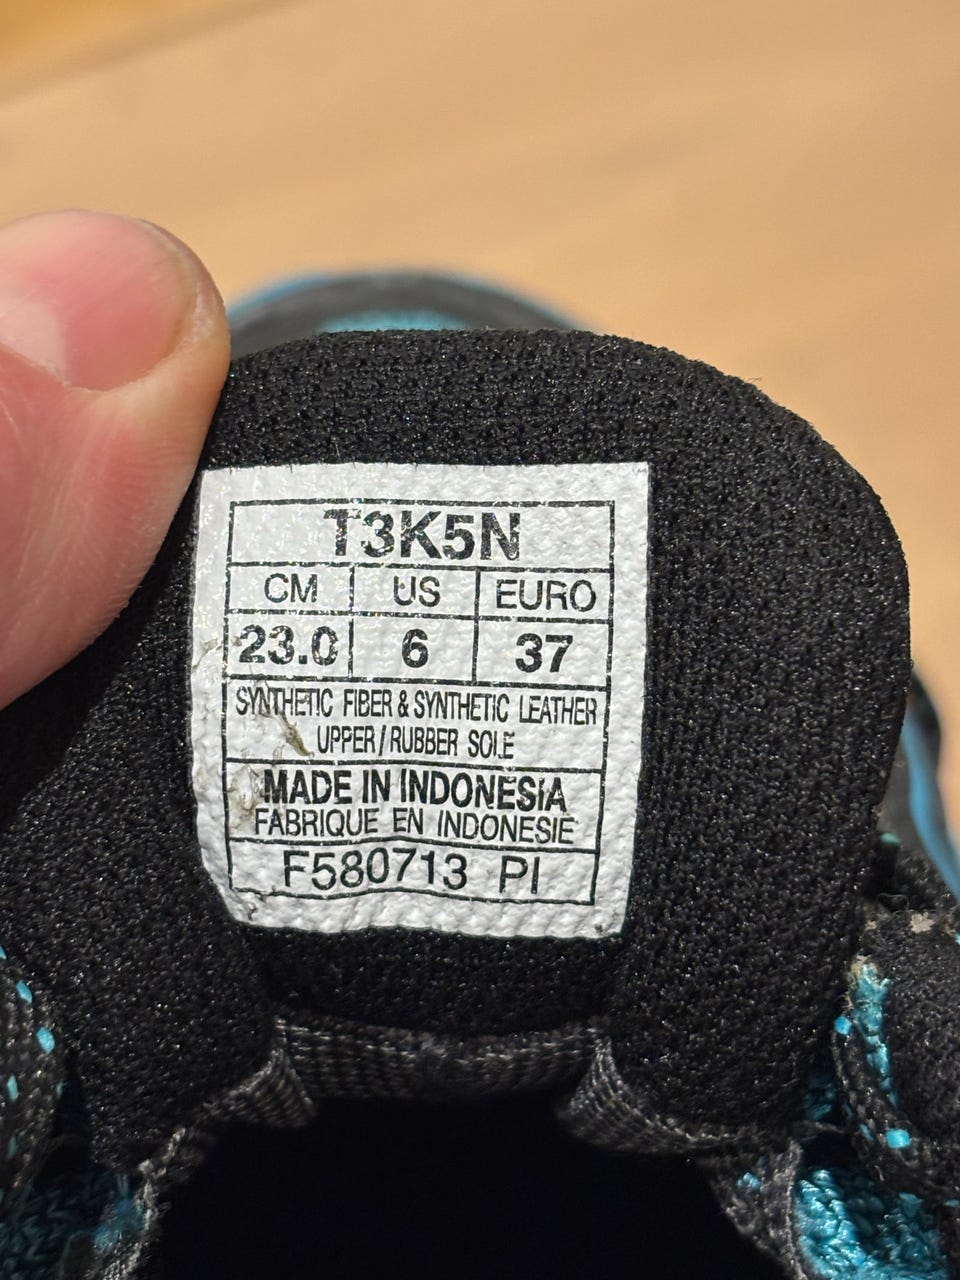 T3K5N
CM US EURO
23.0 6 37
SYNTHETIC FIBER & SYNTHETIC LEATHER
UPPER / RUBBER SOLE
MADE IN INDONESIA
FABRIQUE EN INDONESIE
F580713 PI